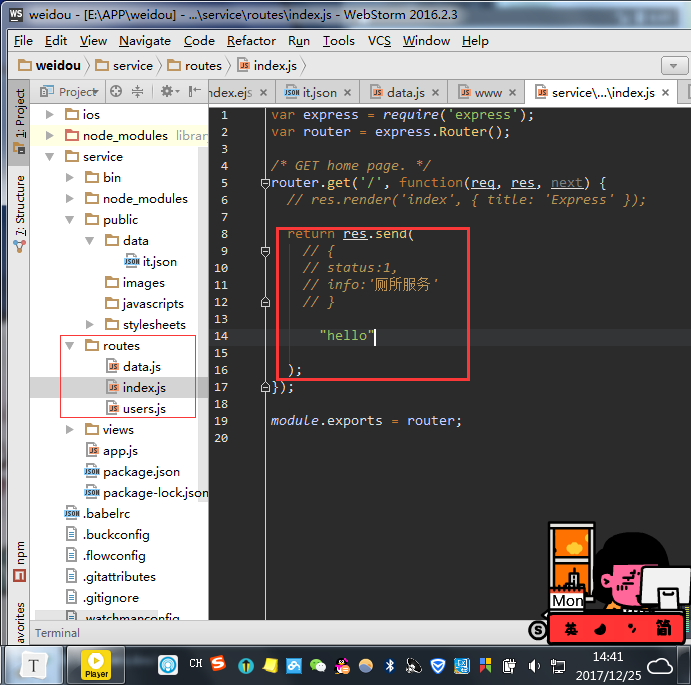 WS weidou - [E:\APP\weidou] - ...\service\routes\index.js - WebStorm 2016.2.3
File Edit View Navigate Code Refactor Run Tools VCS Window Help
weidou service routes index.js
Project
ndex.ejs it.json data.js www service\...\index.js
1: Project
7: Structure
npm
avorites
ios
node_modules librar
service
bin
node_modules
public
data
it.json
images
javascripts
stylesheets
routes
data.js
index.js
users.js
views
app.js
package.json
package-lock.json
.babelrc
.buckconfig
.flowconfig
.gitattributes
.gitignore
.watchmanconfig
1 var express = require('express');
2 var router = express.Router();
3
4 /* GET home page. */
5 router.get('/', function(req, res, next) {
6 // res.render('index', { title: 'Express' });
7
8 return res.send(
9 // {
10 // status:1,
11 // info:'厕所服务'
12 // }
13
14 "hello"
15
16 );
17 });
18
19 module.exports = router;
20
Terminal
Mon
S 英 简
T Player CH S
14:41
2017/12/25